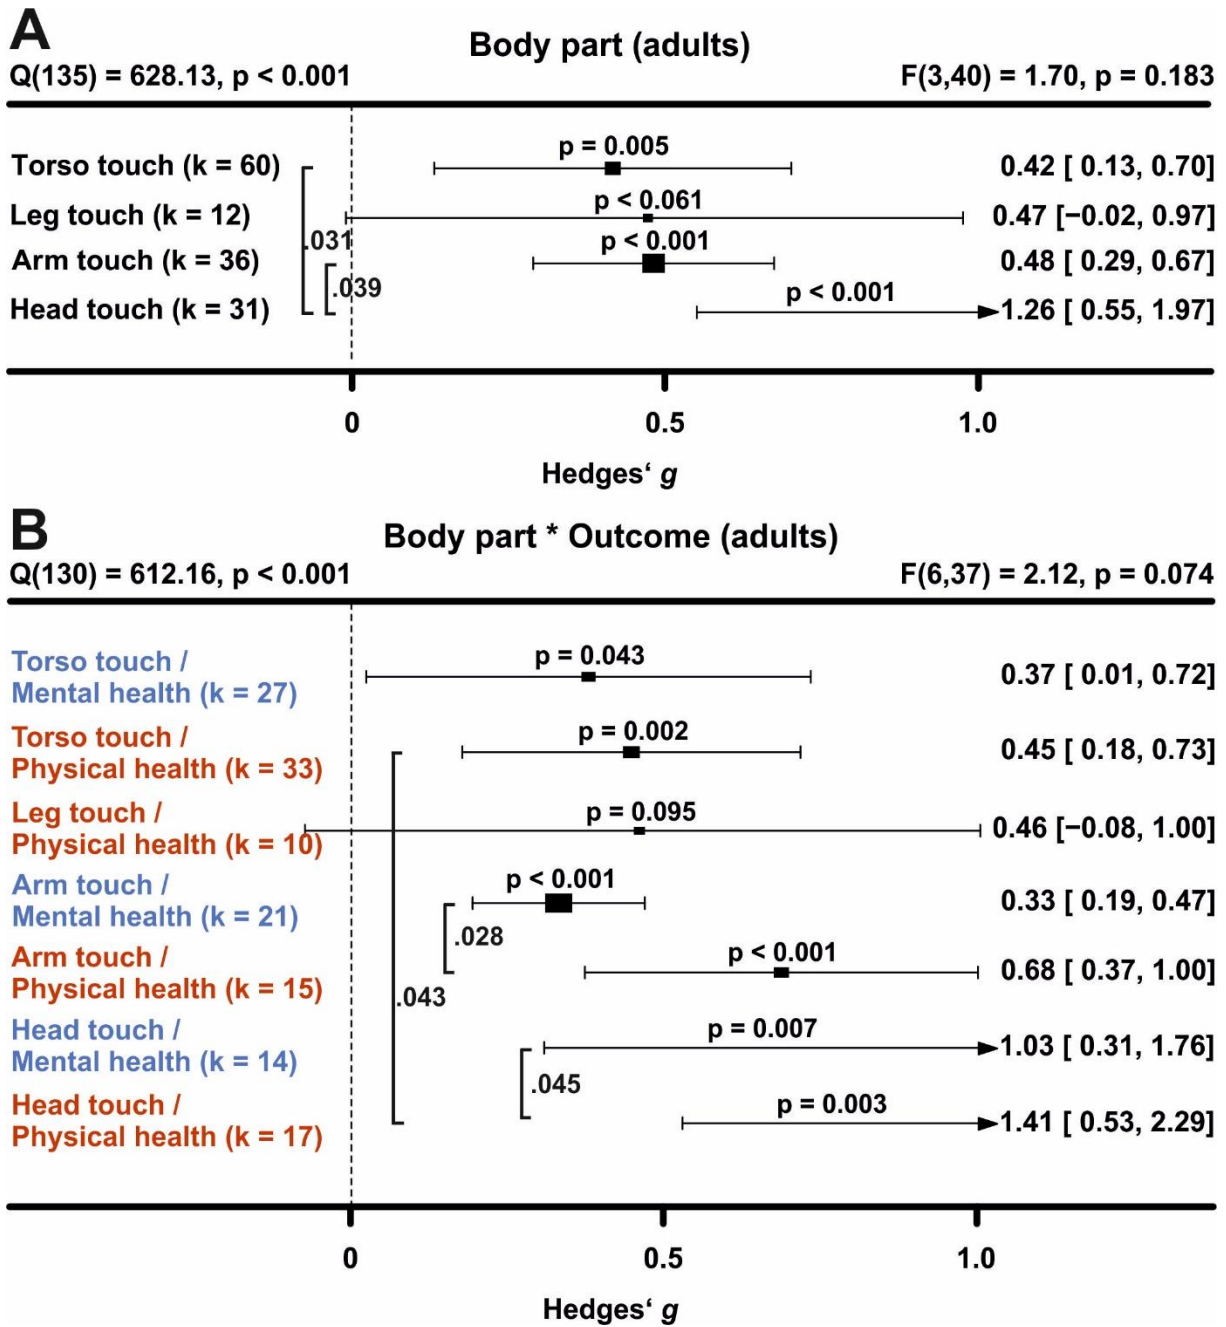 A
Body part (adults)
Q(135) = 628.13, p < 0.001
F(3,40) = 1.70, p = 0.183
Torso touch (k = 60)
p = 0.005
0.42 [ 0.13, 0.70]
Leg touch (k = 12)
p < 0.061
0.47 [−0.02, 0.97]
.031
Arm touch (k = 36)
p < 0.001
0.48 [ 0.29, 0.67]
.039
Head touch (k = 31)
p < 0.001
1.26 [ 0.55, 1.97]
0
0.5
1.0
Hedges‘ g
B
Body part * Outcome (adults)
Q(130) = 612.16, p < 0.001
F(6,37) = 2.12, p = 0.074
Torso touch /
Mental health (k = 27)
p = 0.043
0.37 [ 0.01, 0.72]
Torso touch /
Physical health (k = 33)
p = 0.002
0.45 [ 0.18, 0.73]
Leg touch /
Physical health (k = 10)
p = 0.095
0.46 [−0.08, 1.00]
Arm touch /
Mental health (k = 21)
p < 0.001
0.33 [ 0.19, 0.47]
.028
Arm touch /
Physical health (k = 15)
p < 0.001
0.68 [ 0.37, 1.00]
.043
Head touch /
Mental health (k = 14)
p = 0.007
1.03 [ 0.31, 1.76]
.045
Head touch /
Physical health (k = 17)
p = 0.003
1.41 [ 0.53, 2.29]
0
0.5
1.0
Hedges‘ g